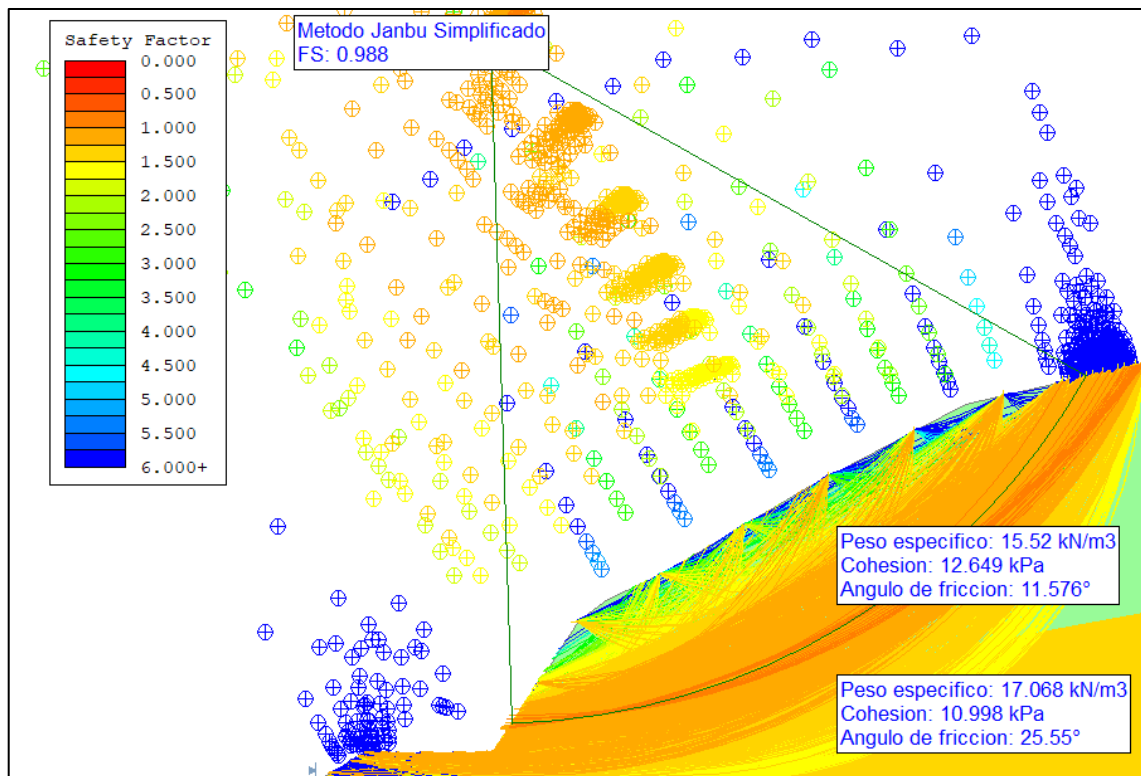 Safety Factor
0.000
0.500
1.000
1.500
2.000
2.500
3.000
3.500
4.000
4.500
5.000
5.500
6.000+
Metodo Janbu Simplificado
FS: 0.988
Peso especifico: 15.52 kN/m3
Cohesion: 12.649 kPa
Angulo de friccion: 11.576°
Peso especifico: 17.068 kN/m3
Cohesion: 10.998 kPa
Angulo de friccion: 25.55°